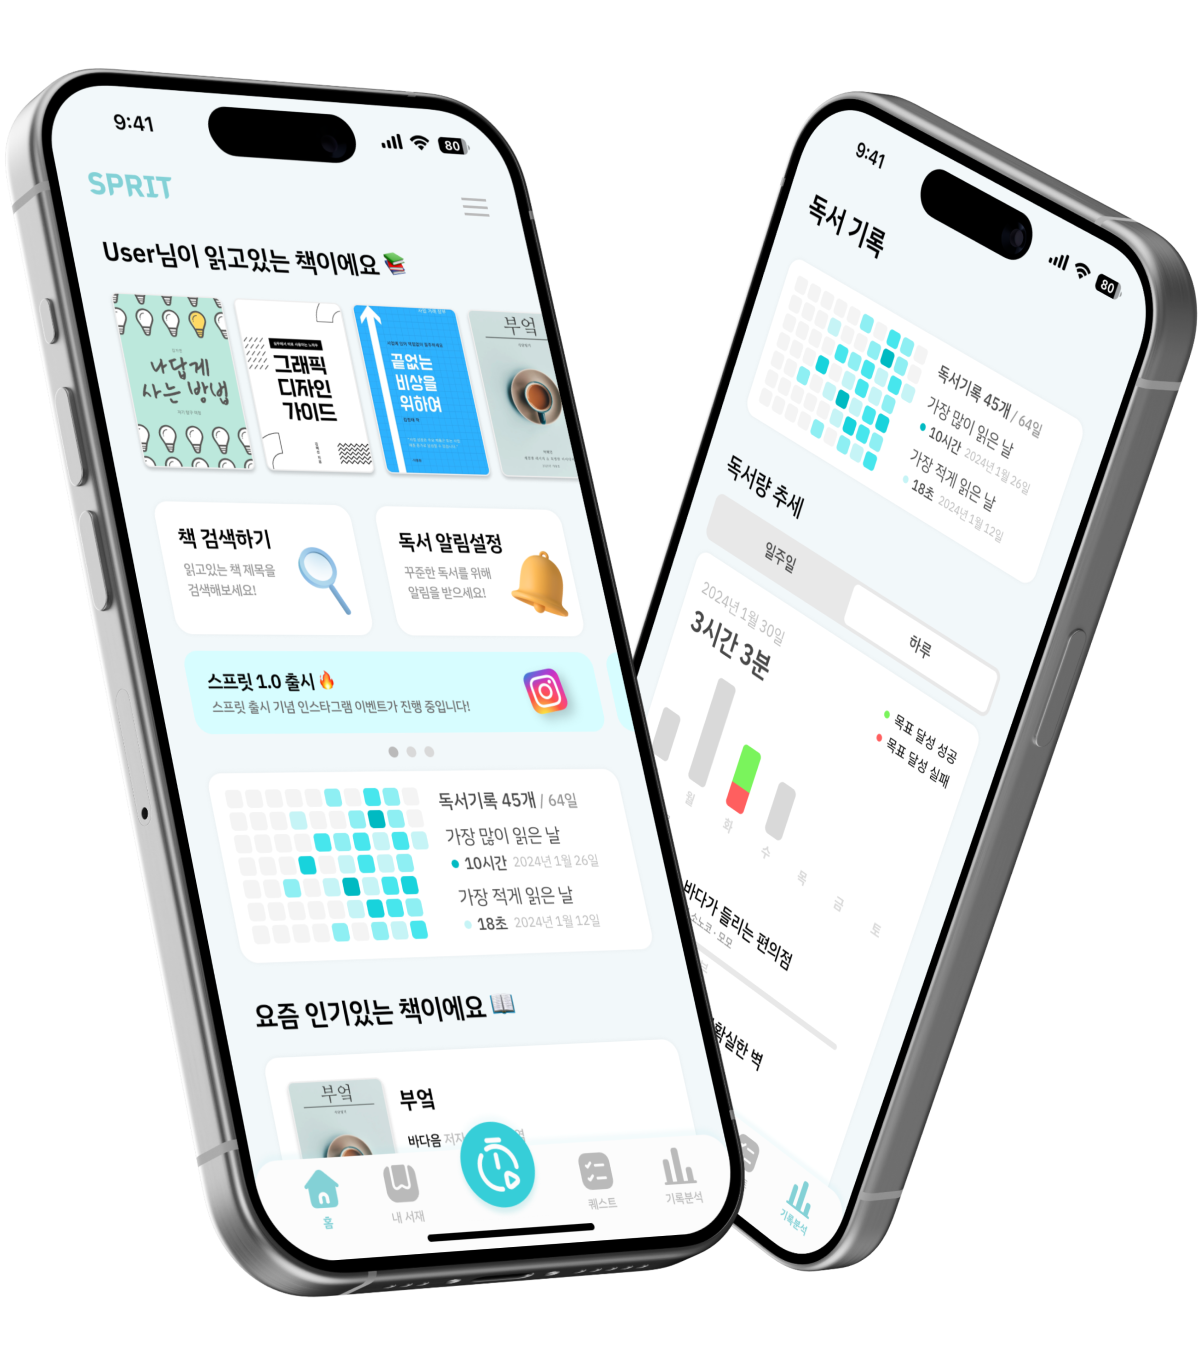 9:41
80
SPRIT
User님이 읽고있는 책이에요
나답게
사는 방법
그래픽
디자인
가이드
끝없는
비상을
위하여
부엌
책 검색하기
읽고있는 책 제목을
검색해보세요!
독서 알림설정
꾸준한 독서를 위해
알림을 받으세요!
스프릿 1.0 출시
스프릿 출시 기념 인스타그램 이벤트가 진행 중입니다!
독서기록 45개 / 64일
가장 많이 읽은 날
10시간 2024년 1월 26일
가장 적게 읽은 날
18초 2024년 1월 12일
요즘 인기있는 책이에요
부엌
부엌
바다음 저자
홈
내 서재
퀘스트
기록분석
9:41
80
독서 기록
독서기록 45개 / 64일
가장 많이 읽은 날
10시간 2024년 1월 26일
가장 적게 읽은 날
18초 2024년 1월 12일
독서량 추세
일주일
하루
2024년 1월 30일
3시간 3분
목표 달성 성공
목표 달성 실패
월
화
수
목
금
토
바다가 들리는 편의점
소노코 · 모모
확실한 벽
기록분석